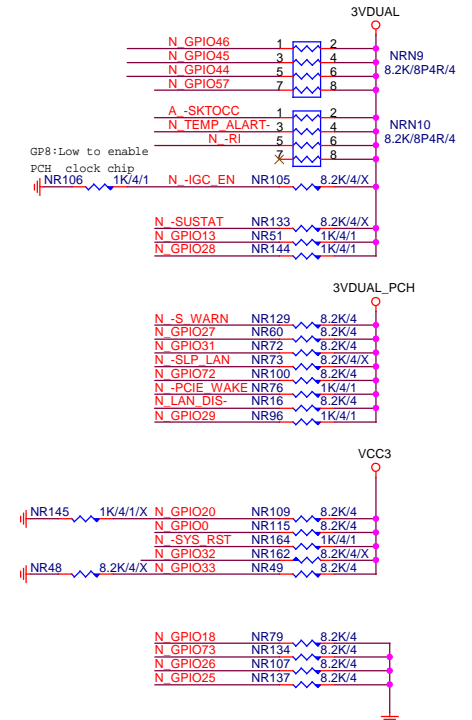 3VDUAL
N_GPIO46 1 2
N_GPIO45 3 4 NRN9
N_GPIO44 5 6 8.2K/8P4R/4
N_GPIO57 7 8
A_-SKTOCC 1 2
N_TEMP_ALART- 3 4 NRN10
N_-RI 5 6 8.2K/8P4R/4
7 8
GP8:Low to enable
PCH clock chip
NR106 1K/4/1 N_-IGC_EN NR105 8.2K/4/X
N_-SUSTAT NR133 8.2K/4/X
N_GPIO13 NR51 1K/4/1
N_GPIO28 NR144 1K/4/1
3VDUAL_PCH
N_-S_WARN NR129 8.2K/4
N_GPIO27 NR60 8.2K/4
N_GPIO31 NR72 8.2K/4
N_-SLP_LAN NR73 8.2K/4/X
N_GPIO72 NR100 8.2K/4
N_-PCIE_WAKE NR76 1K/4/1
N_LAN_DIS- NR16 8.2K/4
N_GPIO29 NR96 1K/4/1
VCC3
NR145 1K/4/1/X N_GPIO20 NR109 8.2K/4
N_GPIO0 NR115 8.2K/4
N_-SYS_RST NR164 1K/4/1
N_GPIO32 NR162 8.2K/4/X
NR48 8.2K/4/X N_GPIO33 NR49 8.2K/4
N_GPIO18 NR79 8.2K/4
N_GPIO73 NR134 8.2K/4
N_GPIO26 NR107 8.2K/4
N_GPIO25 NR137 8.2K/4